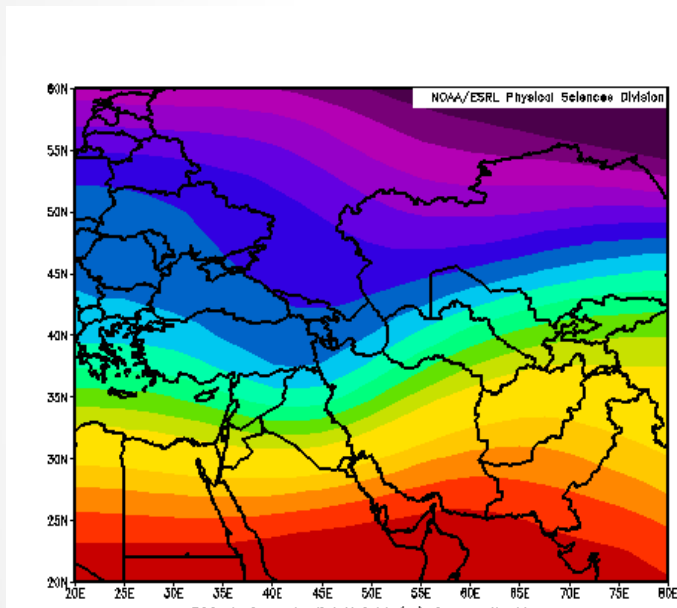 60N
NOAA/ESRL Physical Sciences Division
55N
50N
45N
40N
35N
30N
25N
20N
20E 25E 30E 35E 40E 45E 50E 55E 60E 65E 70E 75E 80E